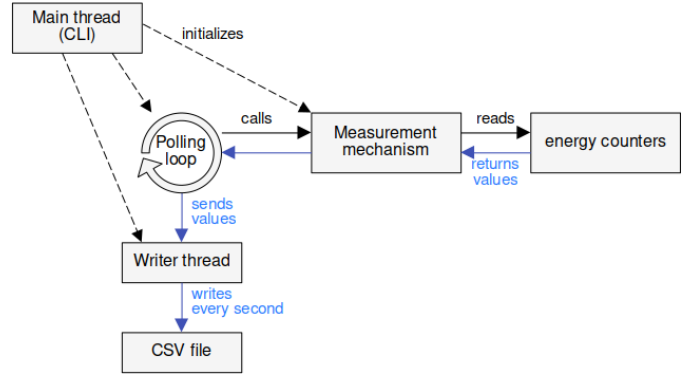 Main thread
(CLI)
initializes
Polling
loop
calls
Measurement
mechanism
reads
energy counters
returns
values
sends
values
Writer thread
writes
every second
CSV file